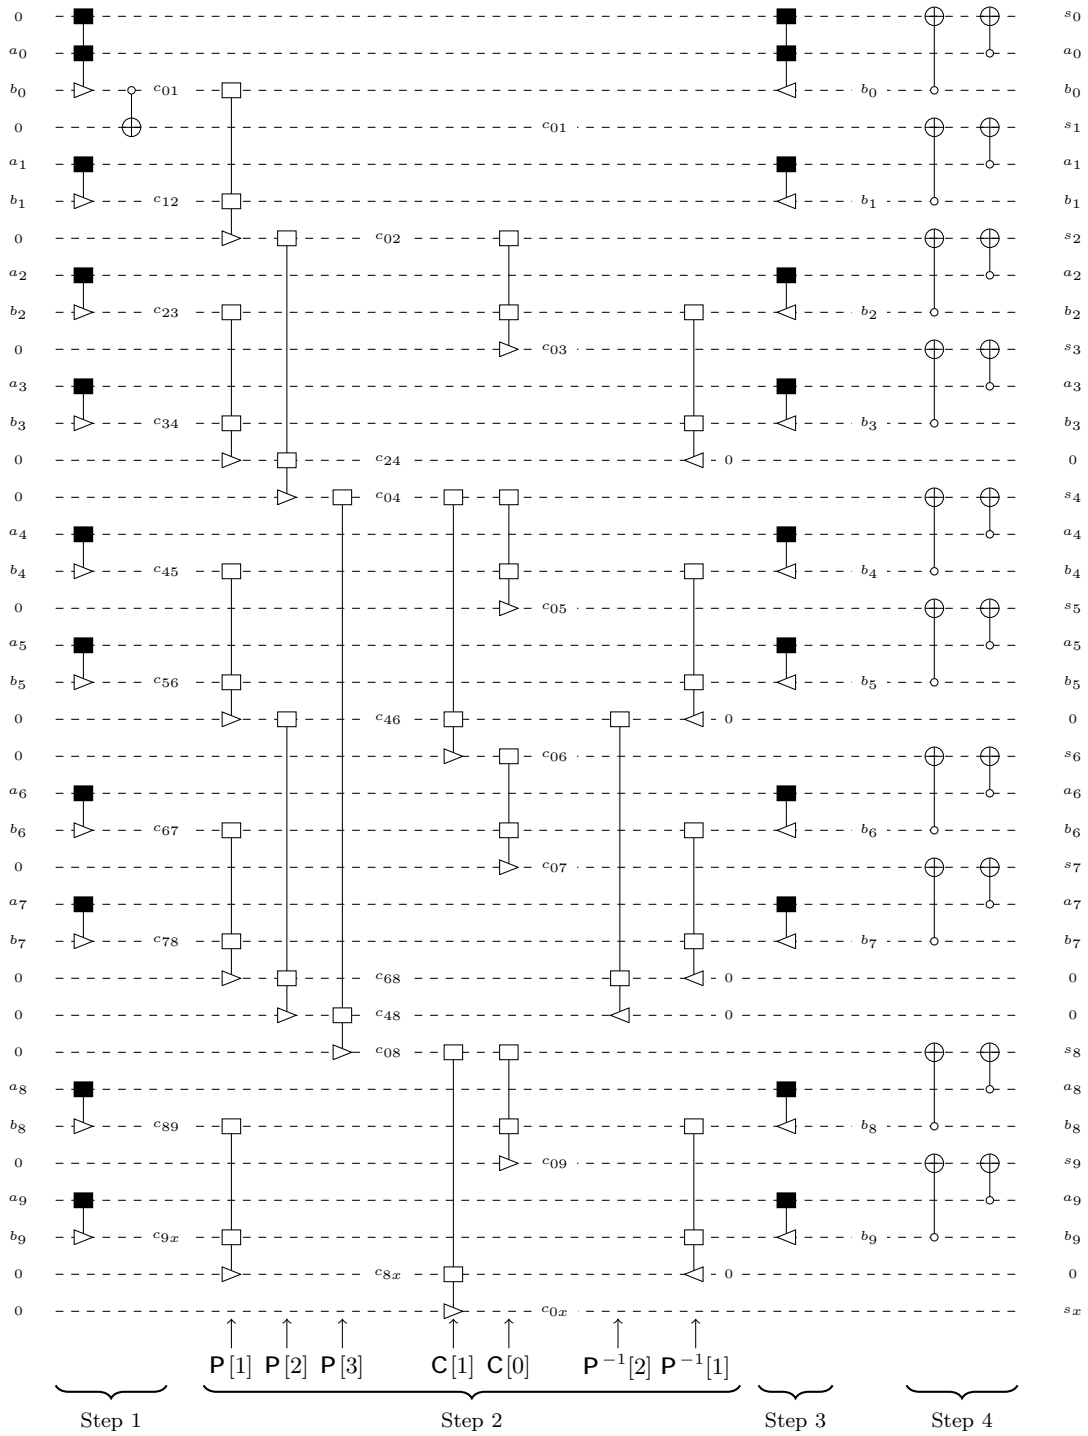 0 s₀
a₀ a₀
b₀ c₀₁ b₀ b₀
0 c₀₁ s₁
a₁ a₁
b₁ c₁₂ b₁ b₁
0 c₀₂ s₂
a₂ a₂
b₂ c₂₃ b₂ b₂
0 c₀₃ s₃
a₃ a₃
b₃ c₃₄ b₃ b₃
0 c₂₄ 0 0
0 c₀₄ s₄
a₄ a₄
b₄ c₄₅ b₄ b₄
0 c₀₅ s₅
a₅ a₅
b₅ c₅₆ b₅ b₅
0 c₄₆ 0 0
0 c₀₆ s₆
a₆ a₆
b₆ c₆₇ b₆ b₆
0 c₀₇ s₇
a₇ a₇
b₇ c₇₈ b₇ b₇
0 c₆₈ 0 0
0 c₄₈ 0 0
0 c₀₈ s₈
a₈ a₈
b₈ c₈₉ b₈ b₈
0 c₀₉ s₉
a₉ a₉
b₉ c₉ₓ b₉ b₉
0 c₈ₓ 0 0
0 c₀ₓ sₓ
P[1] P[2] P[3] C[1] C[0] P⁻¹[2] P⁻¹[1]
Step 1 Step 2 Step 3 Step 4